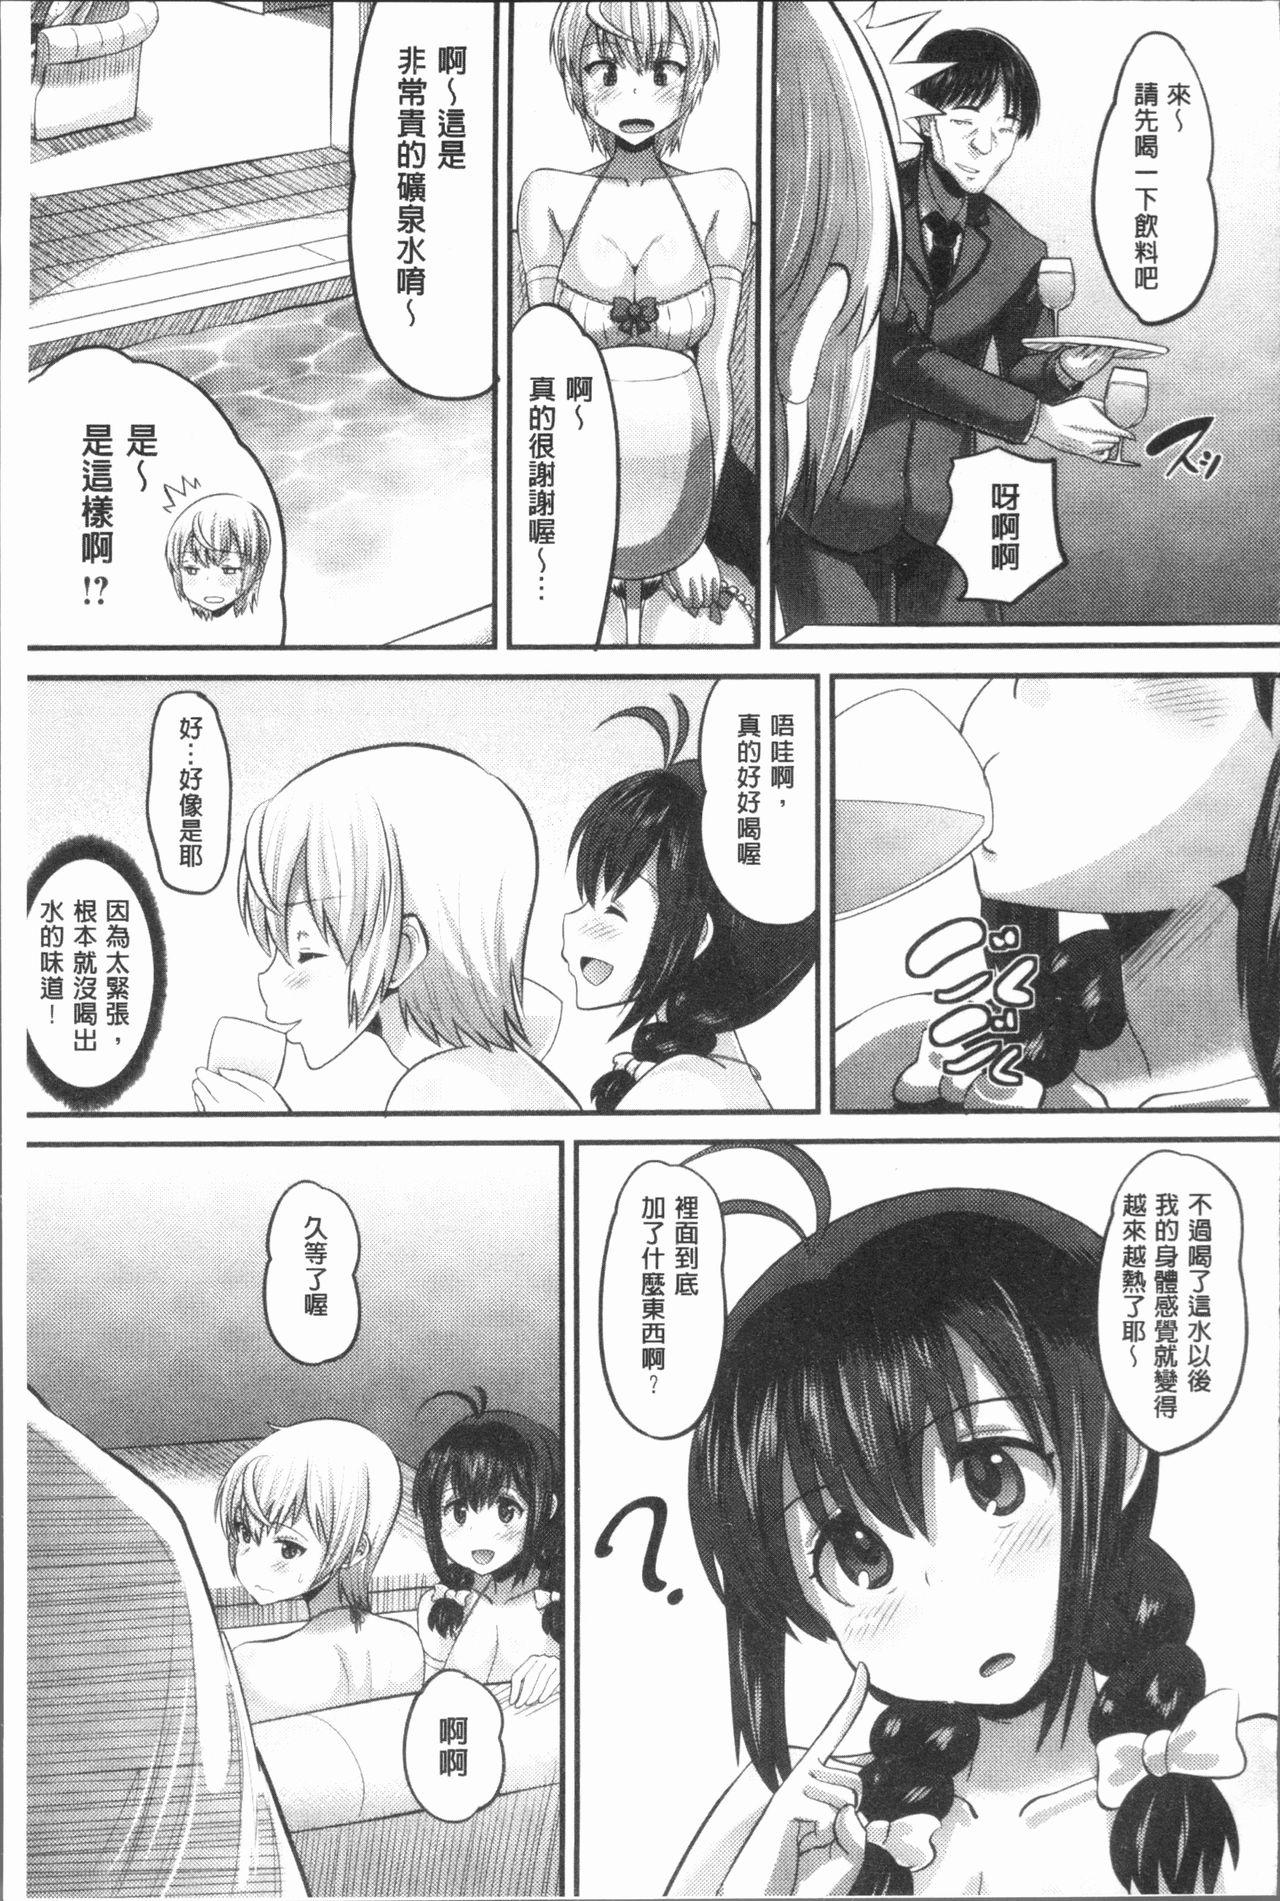 來～
請先喝一下飲料吧
スッ
呀啊啊
啊～
真的很謝謝喔～…
啊～這是
非常貴的礦泉水唷～
是～
是這樣啊!?
唔哇啊，
真的好好喝喔
好…好像是耶
因為太緊張，
根本就沒喝出
水的味道！
不過喝了這水以後
我的身體感覺就變得
越來越熱了耶～
裡面到底
加了什麼東西啊？
?
久等了喔
啊啊